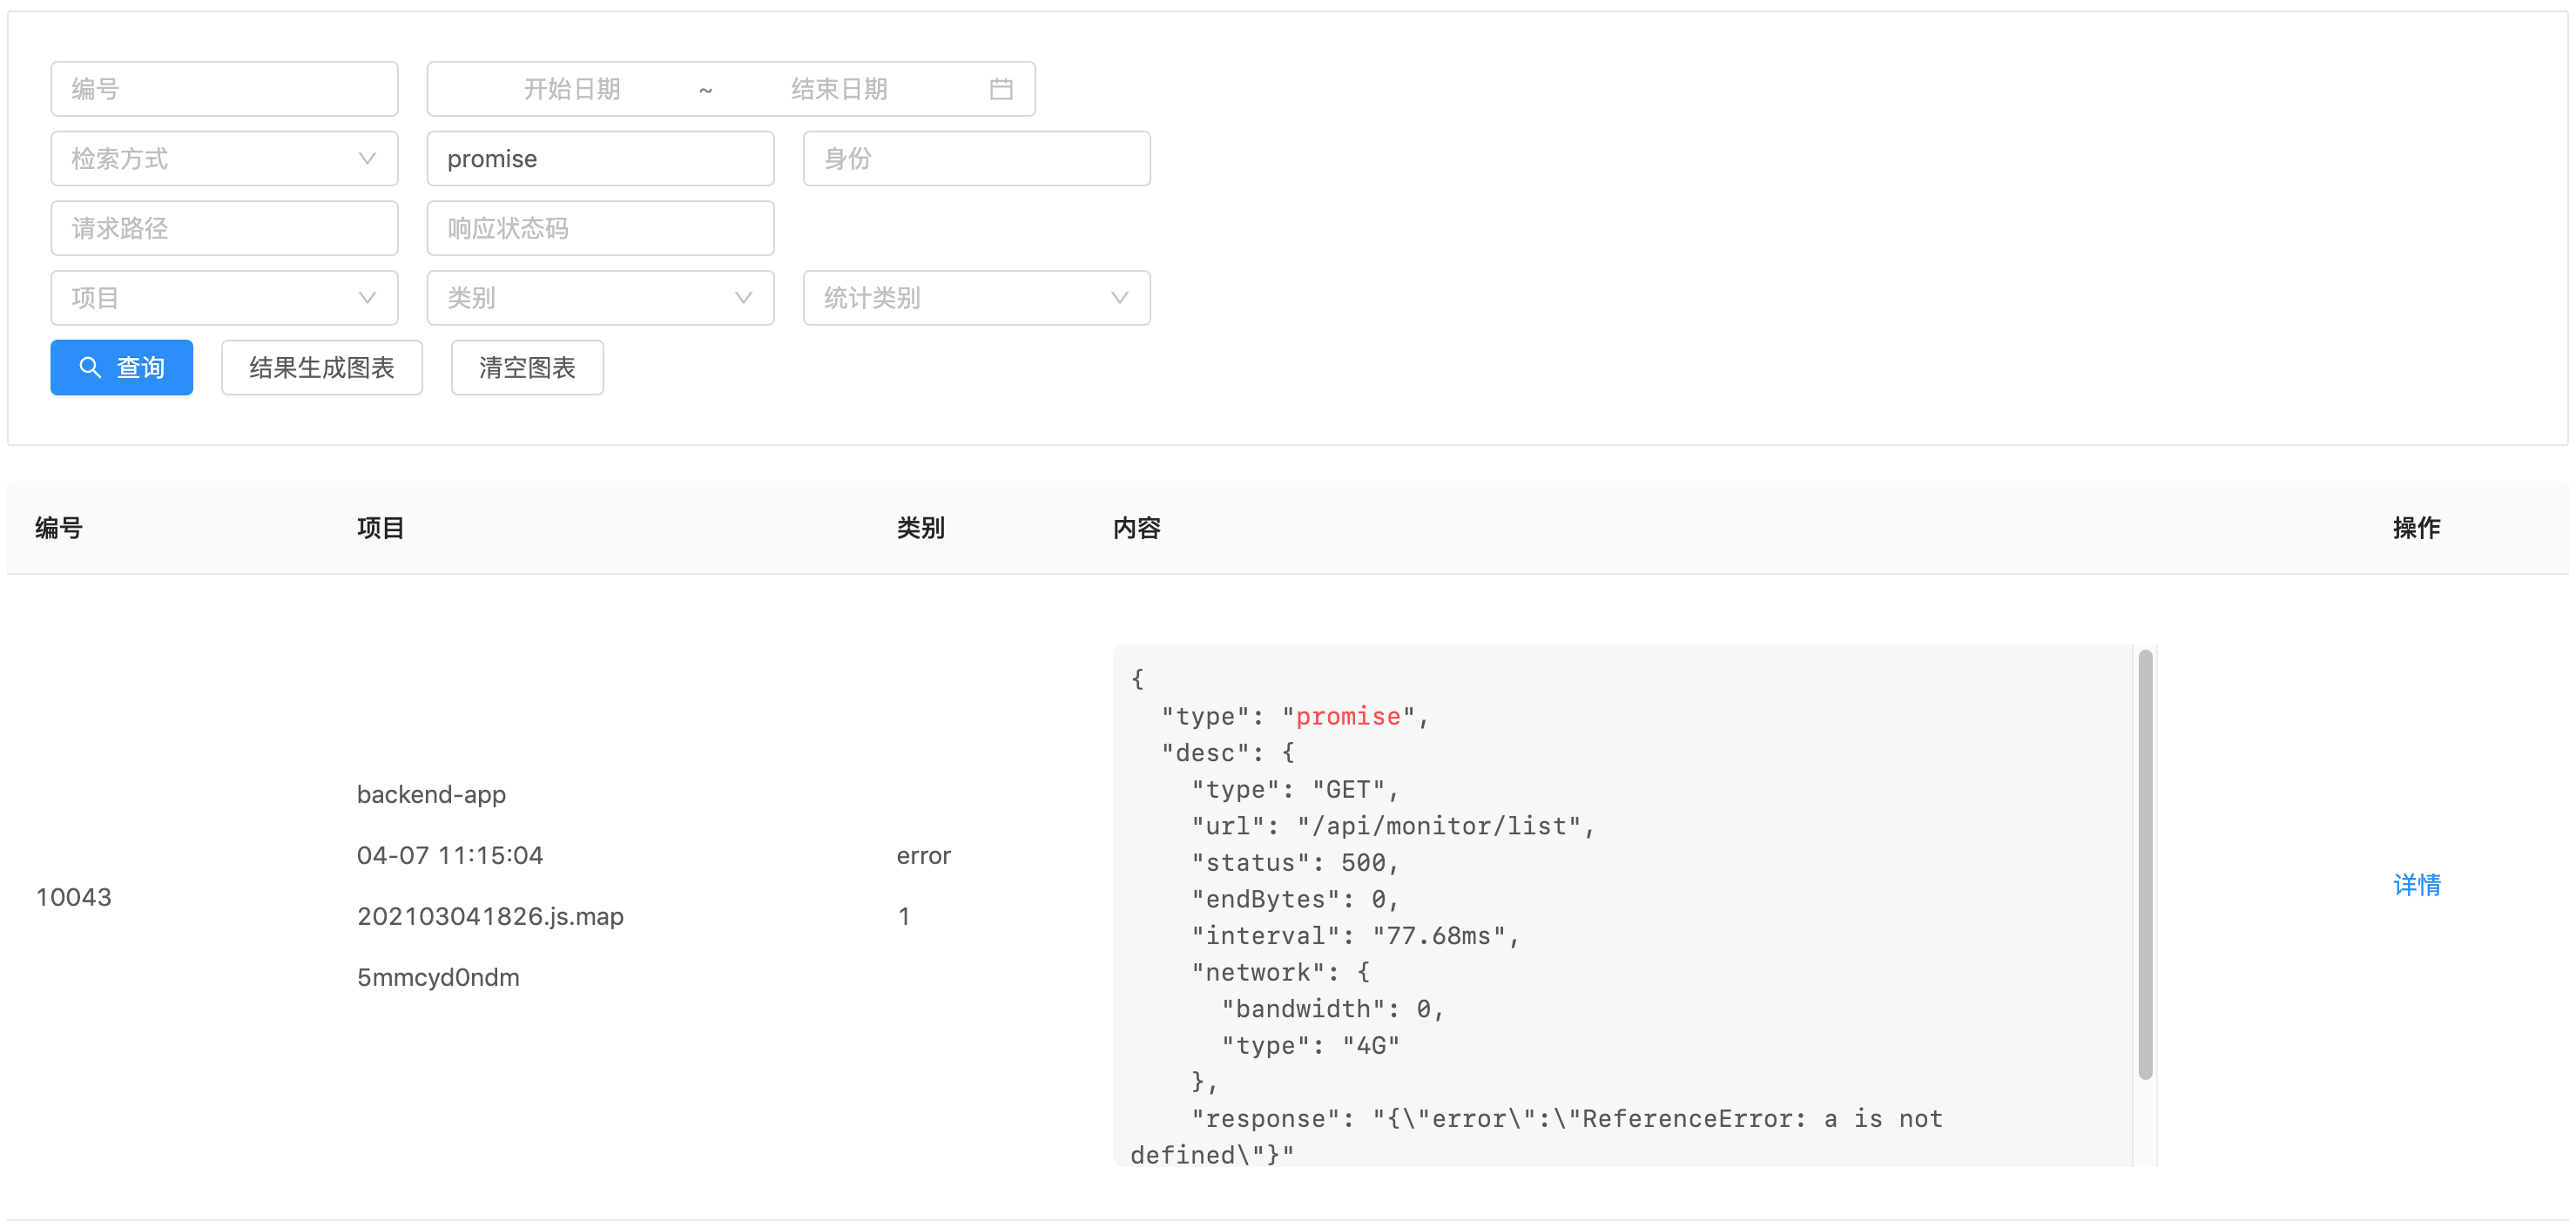 编号 开始日期 ~ 结束日期
检索方式 promise 身份
请求路径 响应状态码
项目 类别 统计类别
查询 结果生成图表 清空图表
编号 项目 类别 内容 操作
10043
backend-app
04-07 11:15:04
202103041826.js.map
5mmcyd0ndm
error
1
{
  "type": "promise",
  "desc": {
    "type": "GET",
    "url": "/api/monitor/list",
    "status": 500,
    "endBytes": 0,
    "interval": "77.68ms",
    "network": {
      "bandwidth": 0,
      "type": "4G"
    },
    "response": "{\"error\":\"ReferenceError: a is not
defined\"}"
详情